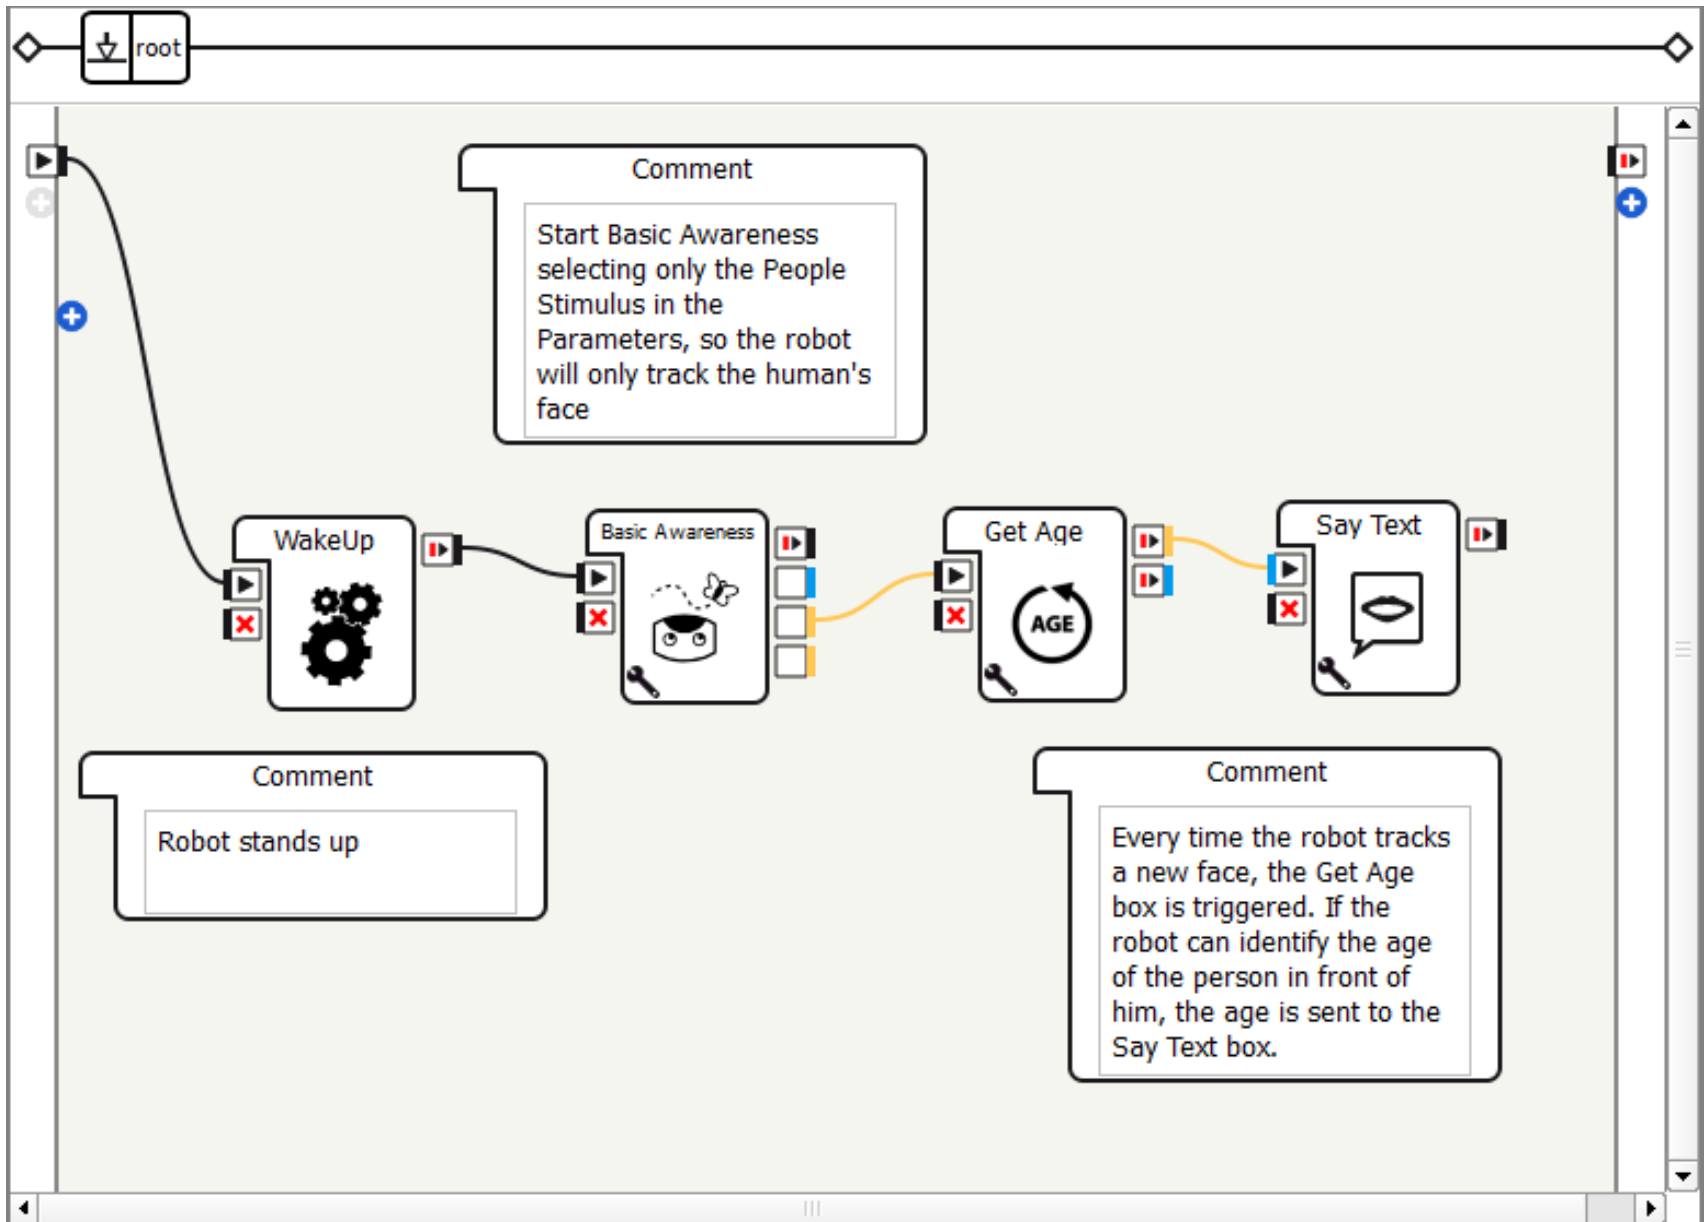 root
Comment
Start Basic Awareness
selecting only the People
Stimulus in the
Parameters, so the robot
will only track the human's
face
WakeUp
Basic Awareness
Get Age
AGE
Say Text
Comment
Robot stands up
Comment
Every time the robot tracks
a new face, the Get Age
box is triggered. If the
robot can identify the age
of the person in front of
him, the age is sent to the
Say Text box.